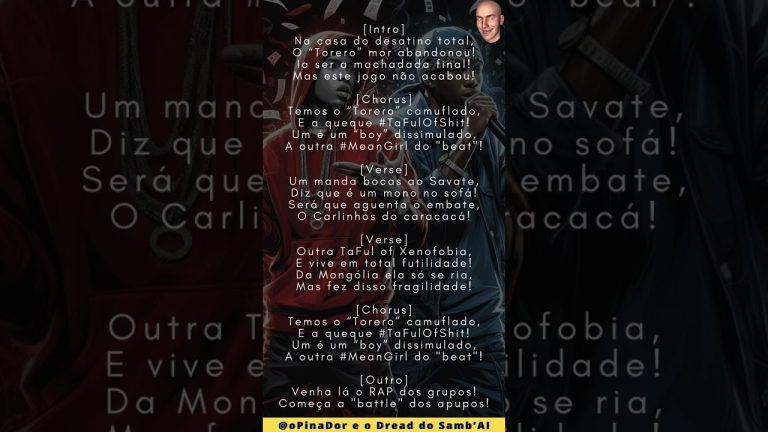 [Intro]
Na casa do desatino total,
O “Torero” mor abandonou!
Ia ser a machadada final!
Mas este jogo não acabou!
[Chorus]
Temos o “Torero” camuflado,
E a queque #TaFulOfShit!
Um é um “boy” dissimulado,
A outra #MeanGirl do "beat"!
[Verse]
Um manda bocas ao Savate,
Diz que é um mono no sofá!
Será que aguenta o embate,
O Carlinhos do caracacá!
[Verse]
Outra TaFul of Xenofobia,
E vive em total futilidade!
Da Mongólia ela só se ria,
Mas fez disso fragilidade!
[Chorus]
Temos o “Torero” camuflado,
E a queque #TaFulOfShit!
Um é um “boy” dissimulado,
A outra #MeanGirl do "beat"!
[Outro]
Venha lá o RAP dos grupos!
Começa a "battle" dos apupos!
@oPinaDor e o Dread do Samb’AI